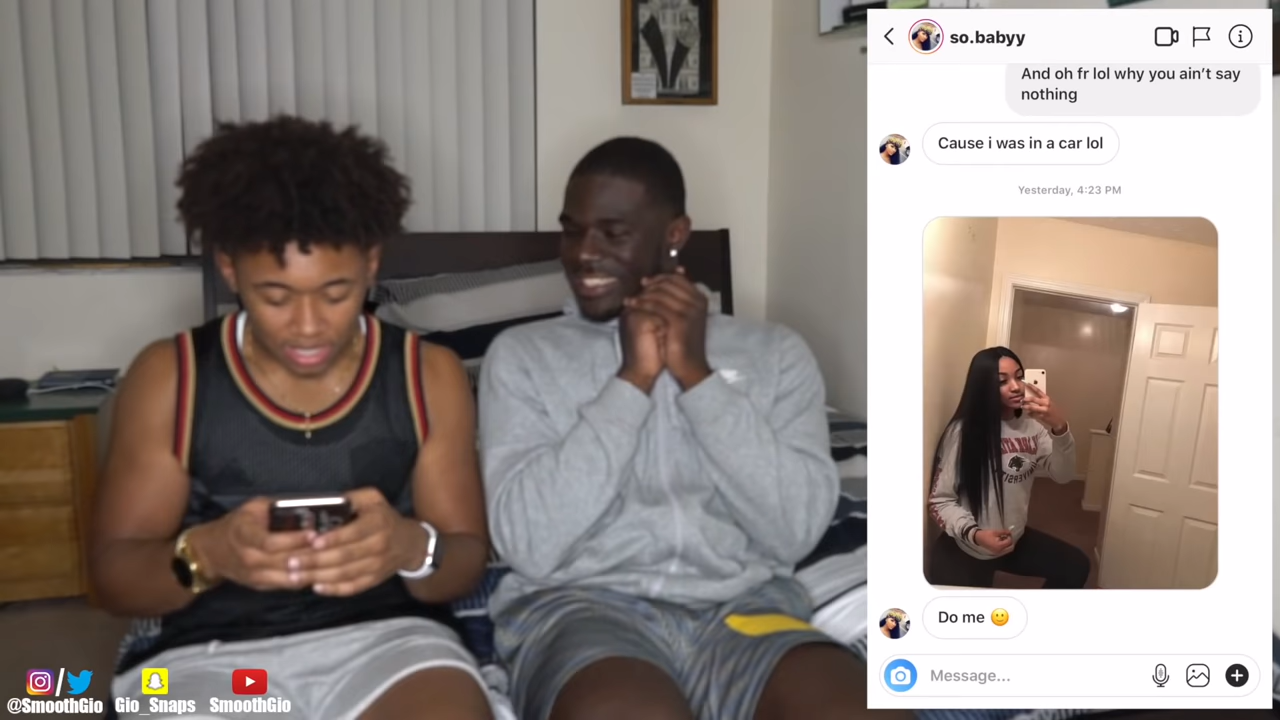 so.babyy
And oh fr lol why you ain’t say
nothing
Cause i was in a car lol
Yesterday, 4:23 PM
Do me 🙂
Message...
@SmoothGio
Gio_Snaps
SmoothGio